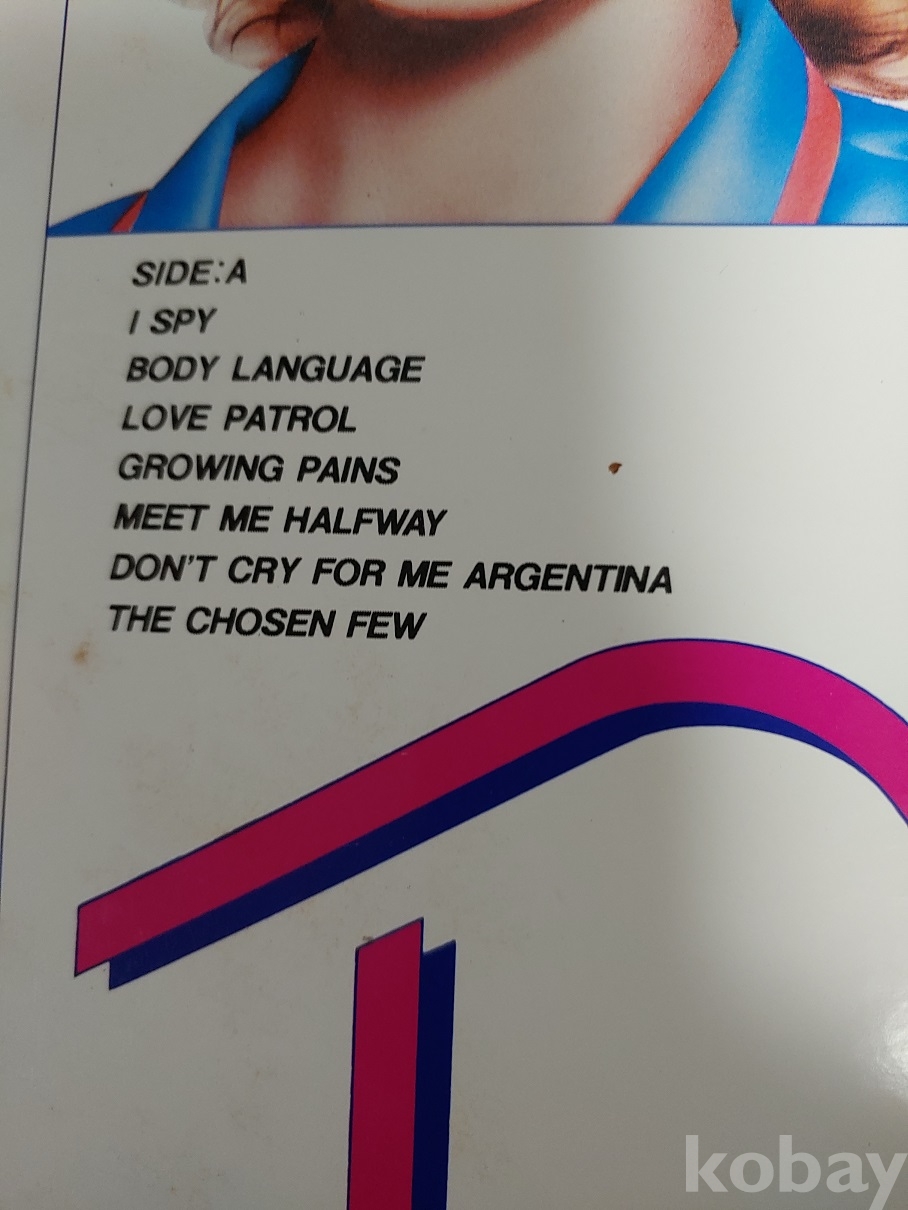 SIDE:A
I SPY
BODY LANGUAGE
LOVE PATROL
GROWING PAINS
MEET ME HALFWAY
DON'T CRY FOR ME ARGENTINA
THE CHOSEN FEW
kobay